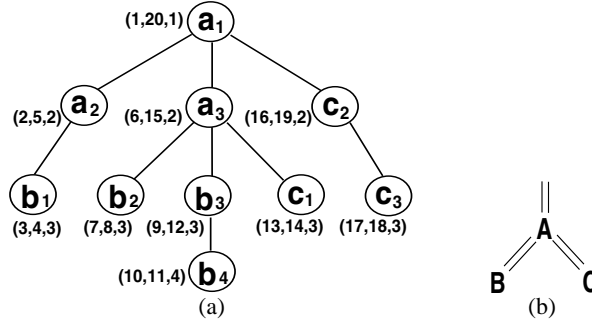 (1,20,1) a1
(2,5,2) a2 (6,15,2) a3 (16,19,2) c2
b1 b2 b3 c1 c3
(3,4,3) (7,8,3) (9,12,3) (13,14,3) (17,18,3)
A
B C
(10,11,4) b4
(a) (b)